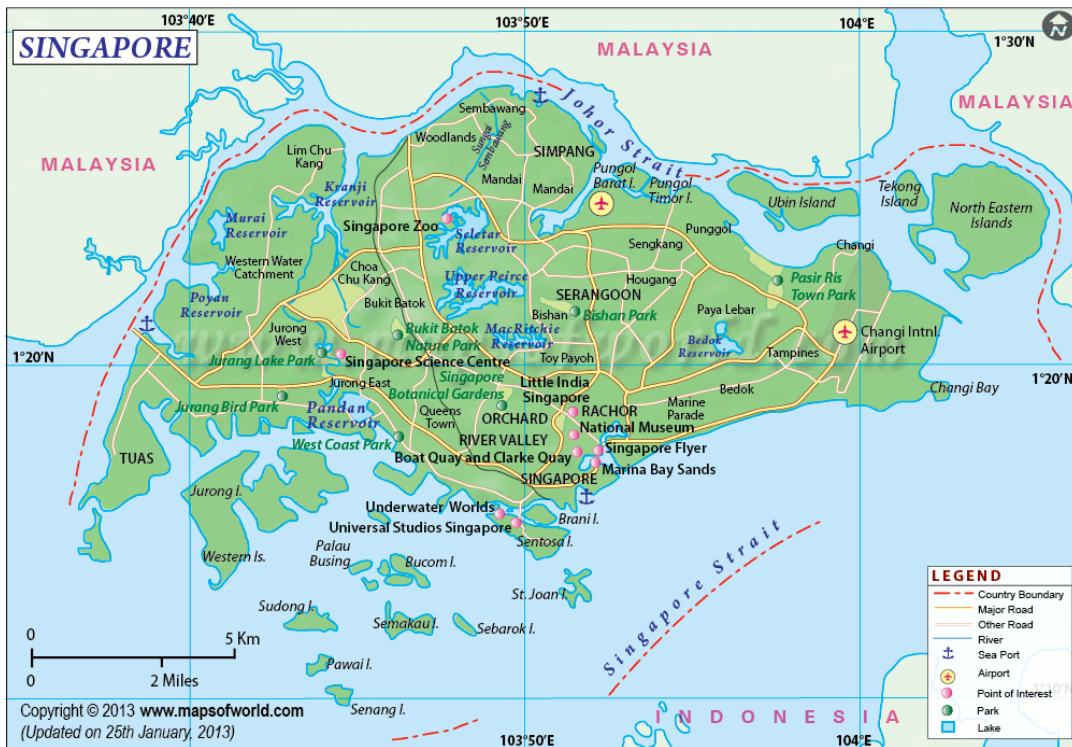 103°40'E
103°50'E
104°E
SINGAPORE
N
1°30'N
MALAYSIA
MALAYSIA
MALAYSIA
Johor Strait
Sembawang
Woodlands
Sungai
Sembawang
SIMPANG
Lim Chu
Kang
Mandai
Mandai
Pungol
Barat I.
Pungol
Timor I.
Tekong
Island
Ubin Island
North Eastern
Islands
Kranji
Reservoir
Murai
Reservoir
Singapore Zoo
Seletar
Reservoir
Punggol
Sengkang
Changi
Western Water
Catchment
Choa
Chu Kang
Upper Peirce
Reservoir
Hougang
Pasir Ris
Town Park
Poyan
Reservoir
Bukit Batok
SERANGOON
Bishan
Bishan Park
Paya Lebar
Jurong
West
Bukit Batok
Nature Park
MacRitchie
Reservoir
Bedok
Reservoir
Changi Intnl.
Airport
1°20'N
Jurang Lake Park
Singapore Science Centre
Toy Payoh
Tampines
1°20'N
Jurong East
Singapore
Botanical Gardens
Little India
Singapore
Bedok
Changi Bay
Jurang Bird Park
Pandan
Reservoir
Queens
Town
ORCHARD
RACHOR
Marine
Parade
National Museum
West Coast Park
RIVER VALLEY
Singapore Flyer
Boat Quay and Clarke Quay
Marina Bay Sands
TUAS
SINGAPORE
Jurong I.
Underwater Worlds
Brani I.
Universal Studios Singapore
Sentosa I.
Western Is.
Palau
Busing
Bucom I.
St. Joan I.
Singapore Strait
Sudong I.
Semakau I.
Sebarok I.
Pawai I.
Senang I.
0
5 Km
0
2 Miles
LEGEND
Country Boundary
Major Road
Other Road
River
Sea Port
Airport
Point of Interest
Park
Lake
1°10'N
INDONESIA
Copyright © 2013 www.mapsofworld.com
(Updated on 25th January, 2013)
103°50'E
104°E